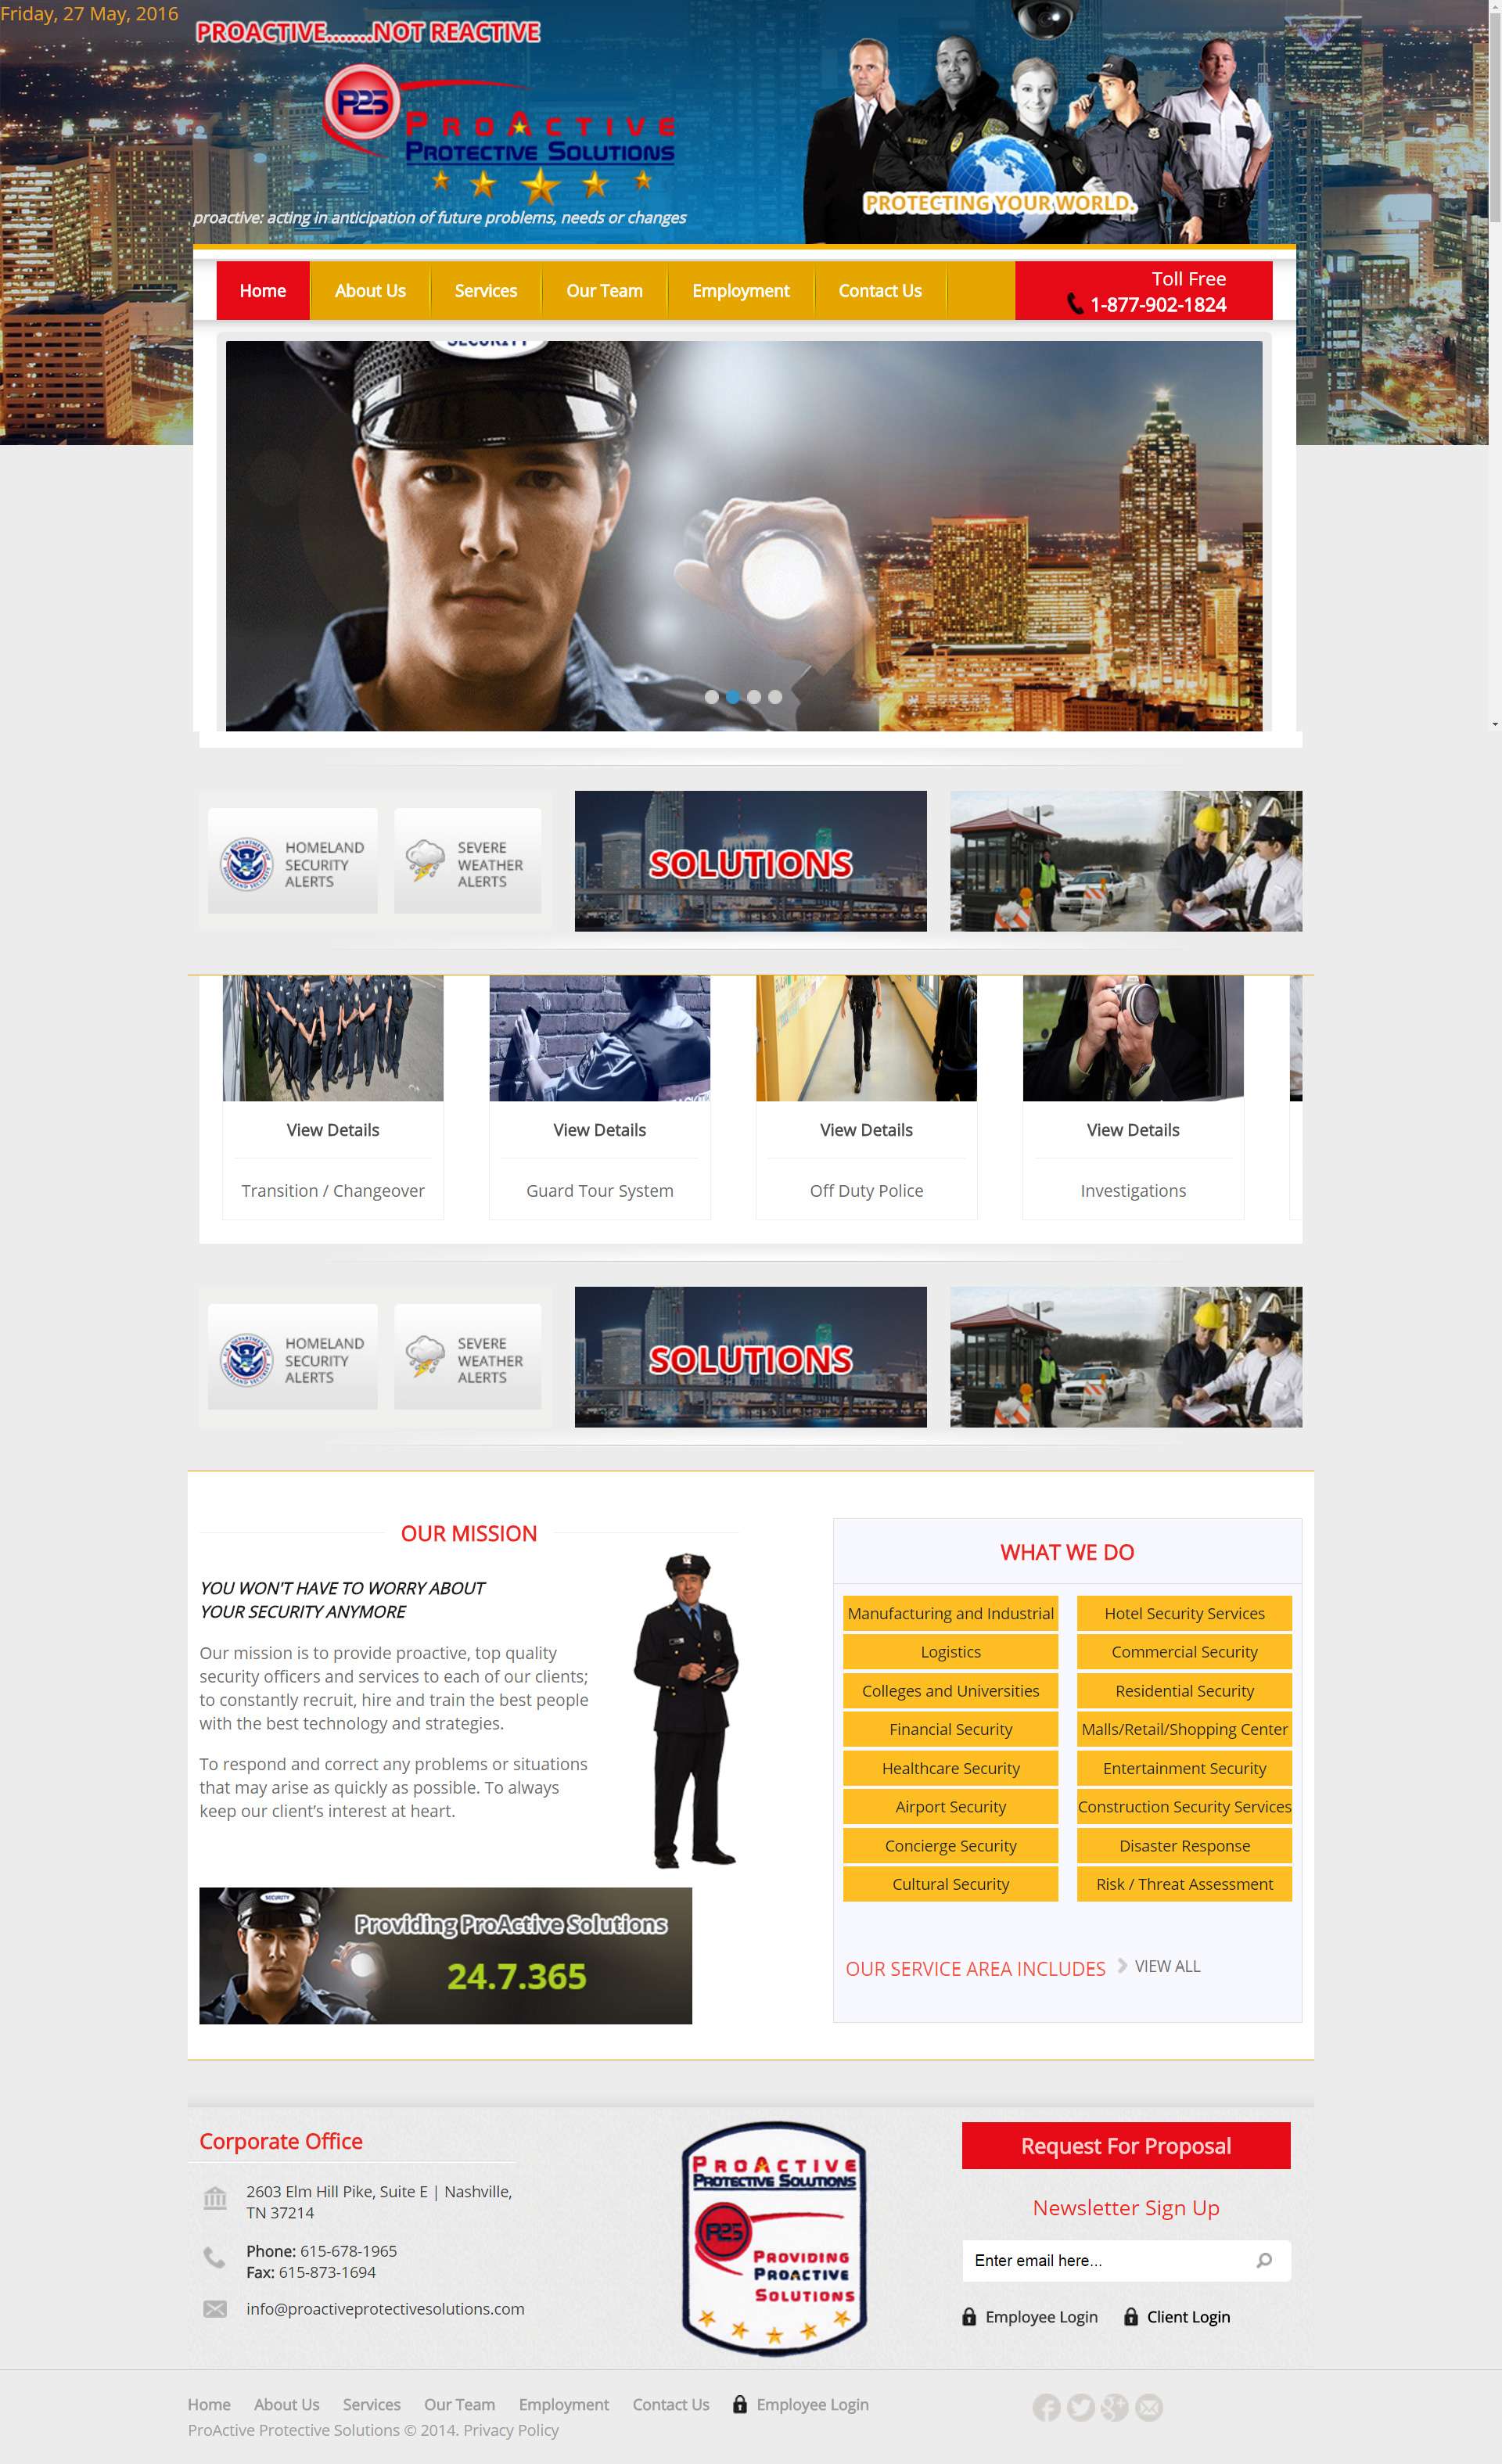 Friday, 27 May, 2016
PROACTIVE.......NOT REACTIVE
P2S
PROACTIVE
PROTECTIVE SOLUTIONS
PROTECTING YOUR WORLD.
proactive: acting in anticipation of future problems, needs or changes
Home About Us Services Our Team Employment Contact Us
Toll Free
1-877-902-1824
SECURITY
HOMELAND
SECURITY
ALERTS
SEVERE
WEATHER
ALERTS
SOLUTIONS
View Details View Details View Details View Details
Transition / Changeover Guard Tour System Off Duty Police Investigations
HOMELAND
SECURITY
ALERTS
SEVERE
WEATHER
ALERTS
SOLUTIONS
OUR MISSION
YOU WON'T HAVE TO WORRY ABOUT
YOUR SECURITY ANYMORE
Our mission is to provide proactive, top quality
security officers and services to each of our clients;
to constantly recruit, hire and train the best people
with the best technology and strategies.
To respond and correct any problems or situations
that may arise as quickly as possible. To always
keep our client’s interest at heart.
SECURITY
Providing ProActive Solutions
24.7.365
WHAT WE DO
Manufacturing and Industrial Hotel Security Services
Logistics Commercial Security
Colleges and Universities Residential Security
Financial Security Malls/Retail/Shopping Center
Healthcare Security Entertainment Security
Airport Security Construction Security Services
Concierge Security Disaster Response
Cultural Security Risk / Threat Assessment
OUR SERVICE AREA INCLUDES VIEW ALL
Corporate Office
2603 Elm Hill Pike, Suite E | Nashville,
TN 37214
Phone: 615-678-1965
Fax: 615-873-1694
info@proactiveprotectivesolutions.com
PROACTIVE
PROTECTIVE SOLUTIONS
P2S
PROVIDING
PROACTIVE
SOLUTIONS
Request For Proposal
Newsletter Sign Up
Enter email here...
Employee Login Client Login
Home About Us Services Our Team Employment Contact Us Employee Login
ProActive Protective Solutions © 2014. Privacy Policy